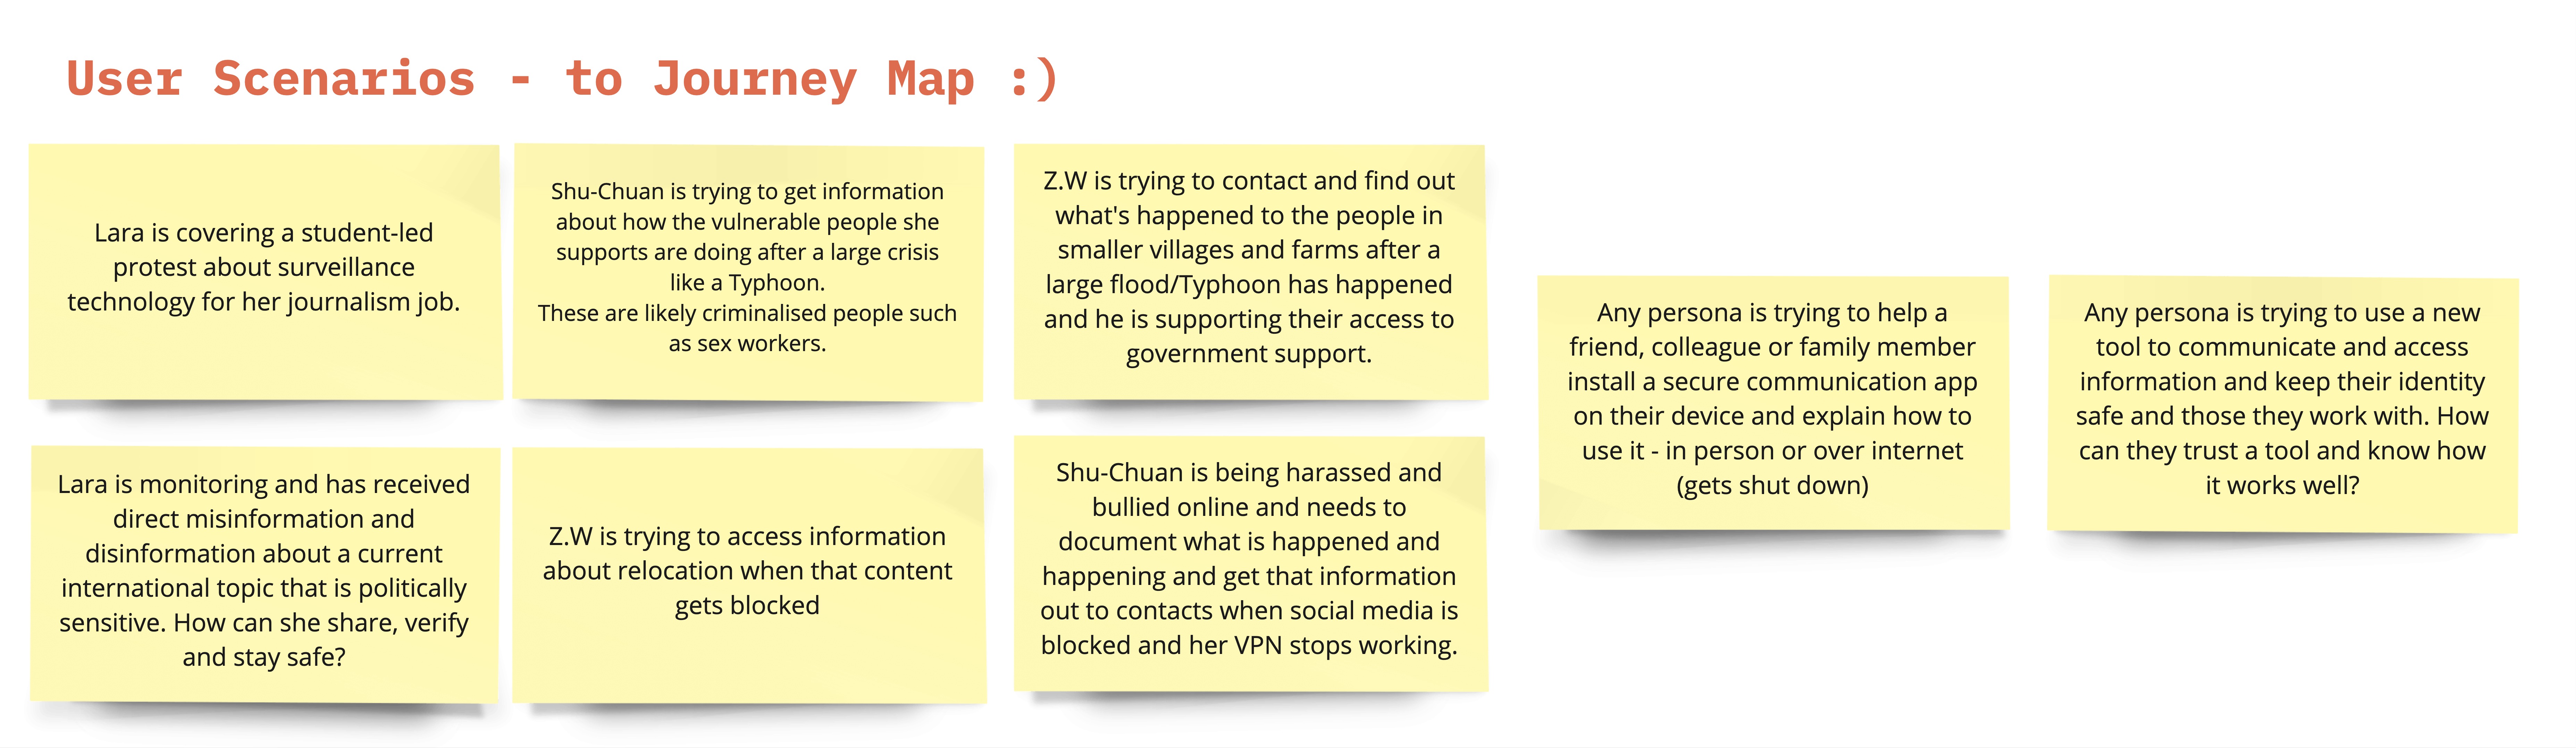 User Scenarios - to Journey Map :)
Lara is covering a student-led
protest about surveillance
technology for her journalism job.
Shu-Chuan is trying to get information
about how the vulnerable people she
supports are doing after a large crisis
like a Typhoon.
These are likely criminalised people such
as sex workers.
Z.W is trying to contact and find out
what's happened to the people in
smaller villages and farms after a
large flood/Typhoon has happened
and he is supporting their access to
government support.
Lara is monitoring and has received
direct misinformation and
disinformation about a current
international topic that is politically
sensitive. How can she share, verify
and stay safe?
Z.W is trying to access information
about relocation when that content
gets blocked
Shu-Chuan is being harassed and
bullied online and needs to
document what is happened and
happening and get that information
out to contacts when social media is
blocked and her VPN stops working.
Any persona is trying to help a
friend, colleague or family member
install a secure communication app
on their device and explain how to
use it - in person or over internet
(gets shut down)
Any persona is trying to use a new
tool to communicate and access
information and keep their identity
safe and those they work with. How
can they trust a tool and know how
it works well?